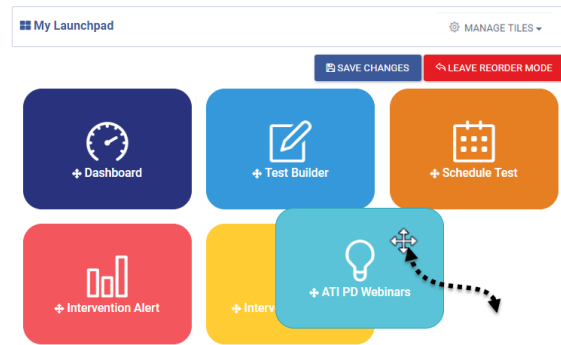 My Launchpad
MANAGE TILES
SAVE CHANGES
LEAVE REORDER MODE
Dashboard
Test Builder
Schedule Test
Intervention Alert
Interv
ATI PD Webinars